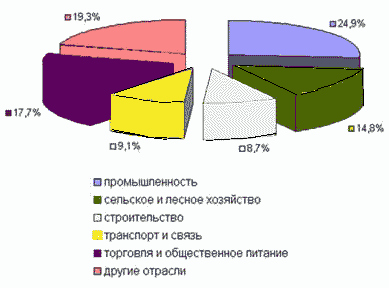 19,3%
24,9%
17,7%
14,8%
9,1%
8,7%
промышленность
сельское и лесное хозяйство
строительство
транспорт и связь
торговля и общественное питание
другие отрасли